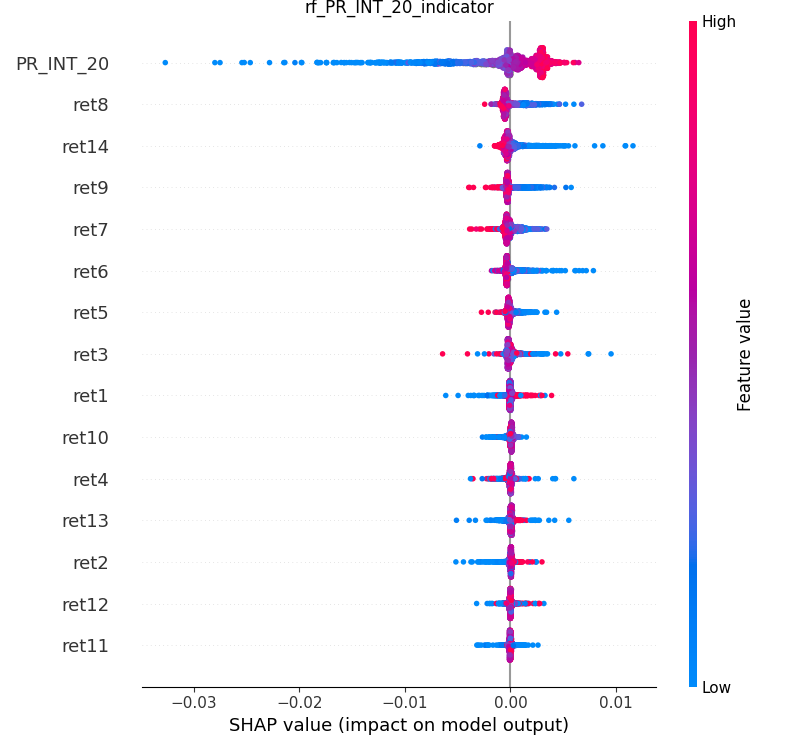 rf_PR_INT_20_indicator
High
PR_INT_20
ret8
ret14
ret9
ret7
ret6
ret5
ret3
ret1
ret10
ret4
ret13
ret2
ret12
ret11
Feature value
Low
−0.03 −0.02 −0.01 0.00 0.01
SHAP value (impact on model output)